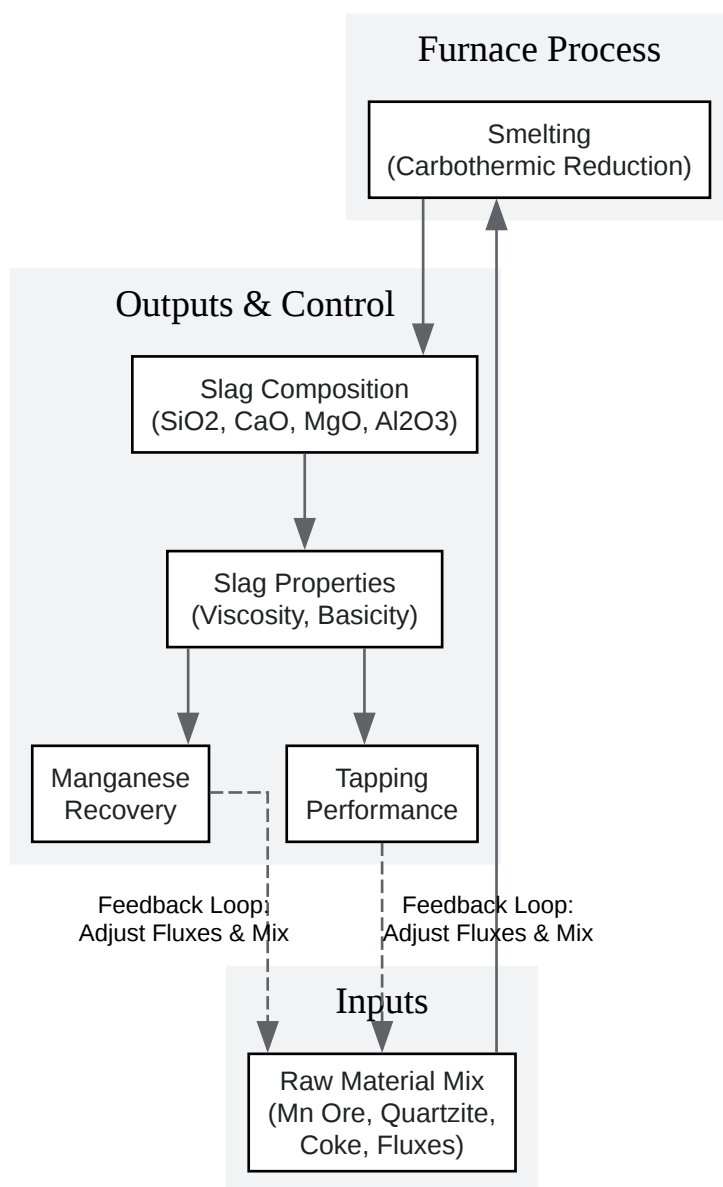 Furnace Process
Smelting
(Carbothermic Reduction)
Outputs & Control
Slag Composition
(SiO2, CaO, MgO, Al2O3)
Slag Properties
(Viscosity, Basicity)
Manganese
Recovery
Tapping
Performance
Feedback Loop:
Adjust Fluxes & Mix
Feedback Loop:
Adjust Fluxes & Mix
Inputs
Raw Material Mix
(Mn Ore, Quartzite,
Coke, Fluxes)